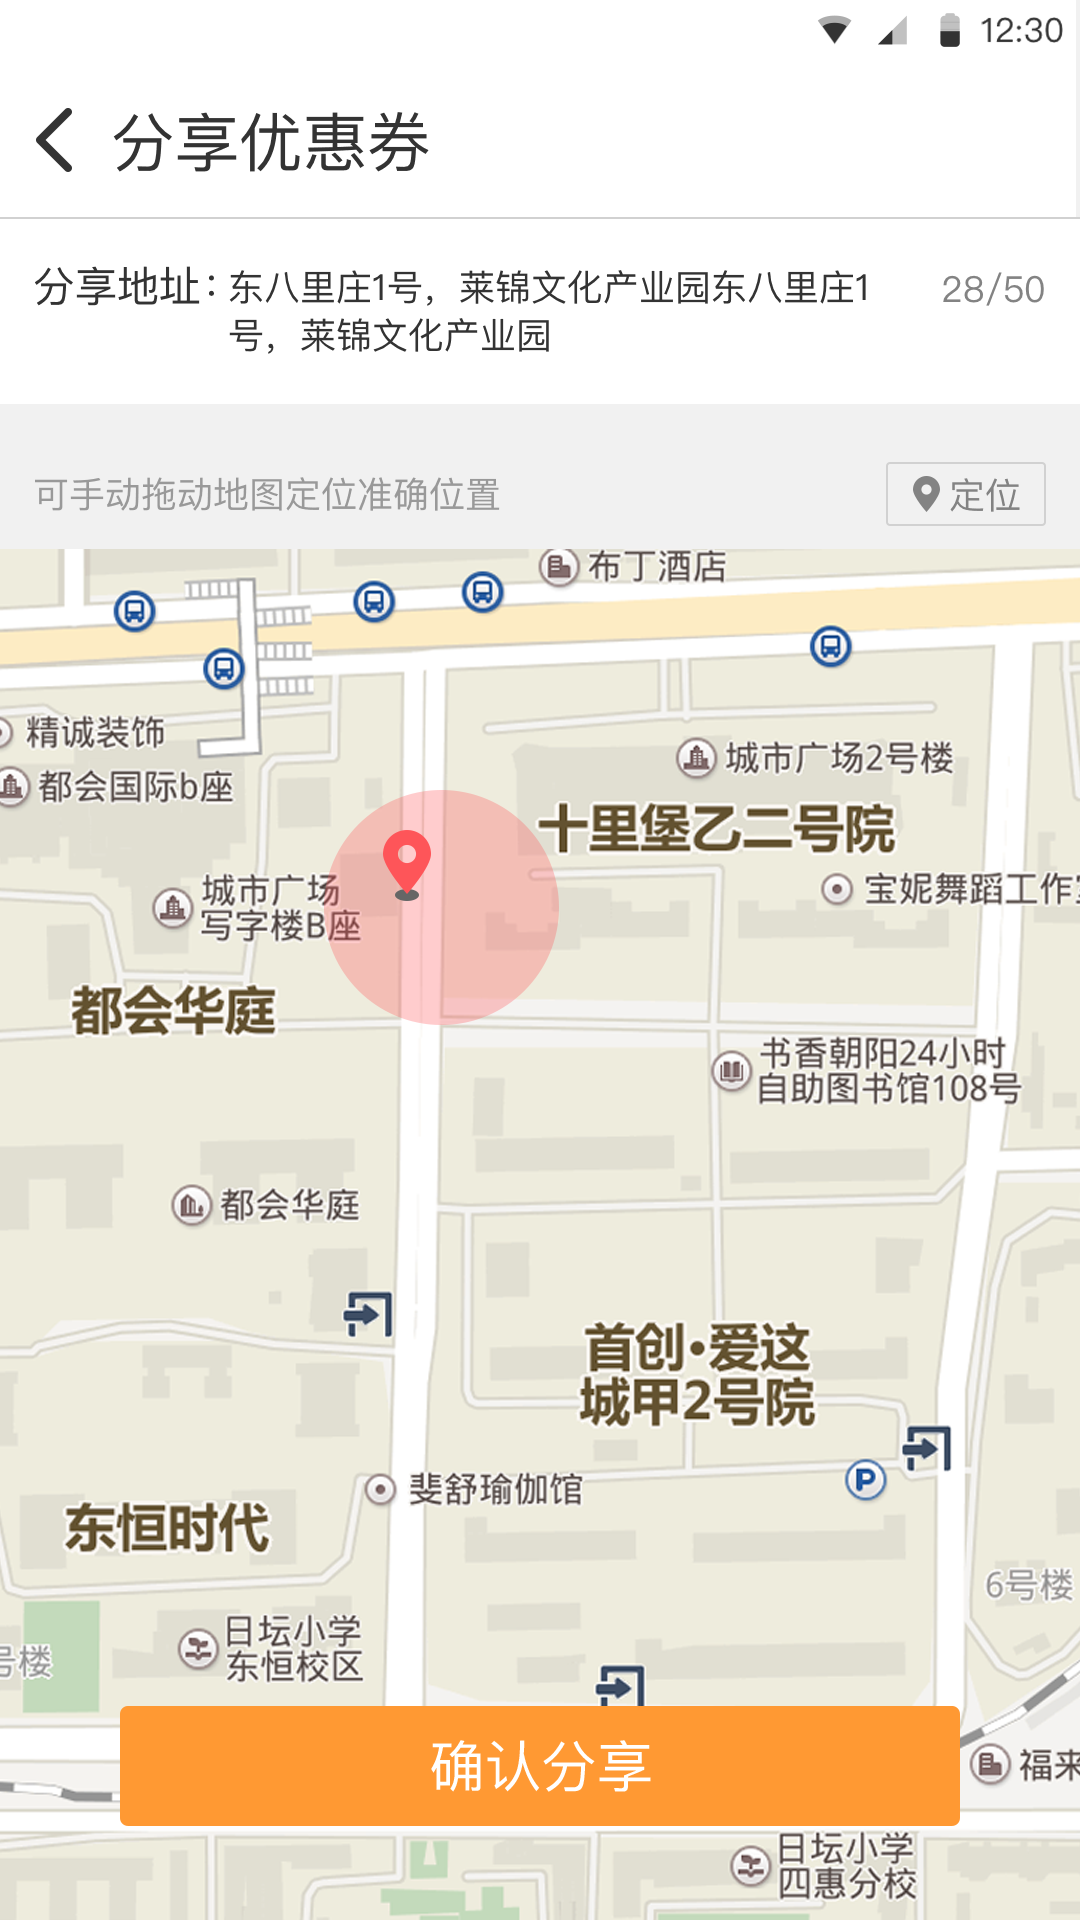 12:30
分享优惠券
分享地址：东八里庄1号，莱锦文化产业园东八里庄1
号，莱锦文化产业园
28/50
可手动拖动地图定位准确位置
定位
布丁酒店
精诚装饰
都会国际b座
城市广场2号楼
十里堡乙二号院
城市广场
写字楼B座
宝妮舞蹈工作
都会华庭
书香朝阳24小时
自助图书馆108号
都会华庭
首创·爱这
城甲2号院
P
斐舒瑜伽馆
东恒时代
6号楼
日坛小学
东恒校区
号楼
确认分享
福来
日坛小学
四惠分校